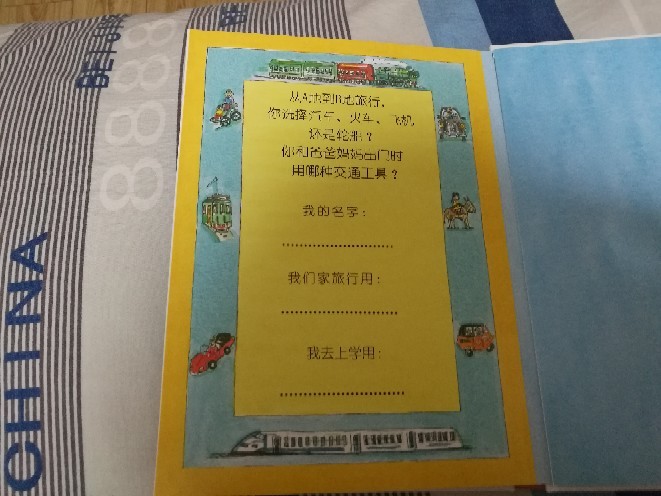 BEIJING
8838
CHINA
从A地到B地旅行，
你选择汽车、火车、飞机
还是轮船？
你和爸爸妈妈出门时
用哪种交通工具？
我的名字：
我们家旅行用：
我去上学用：